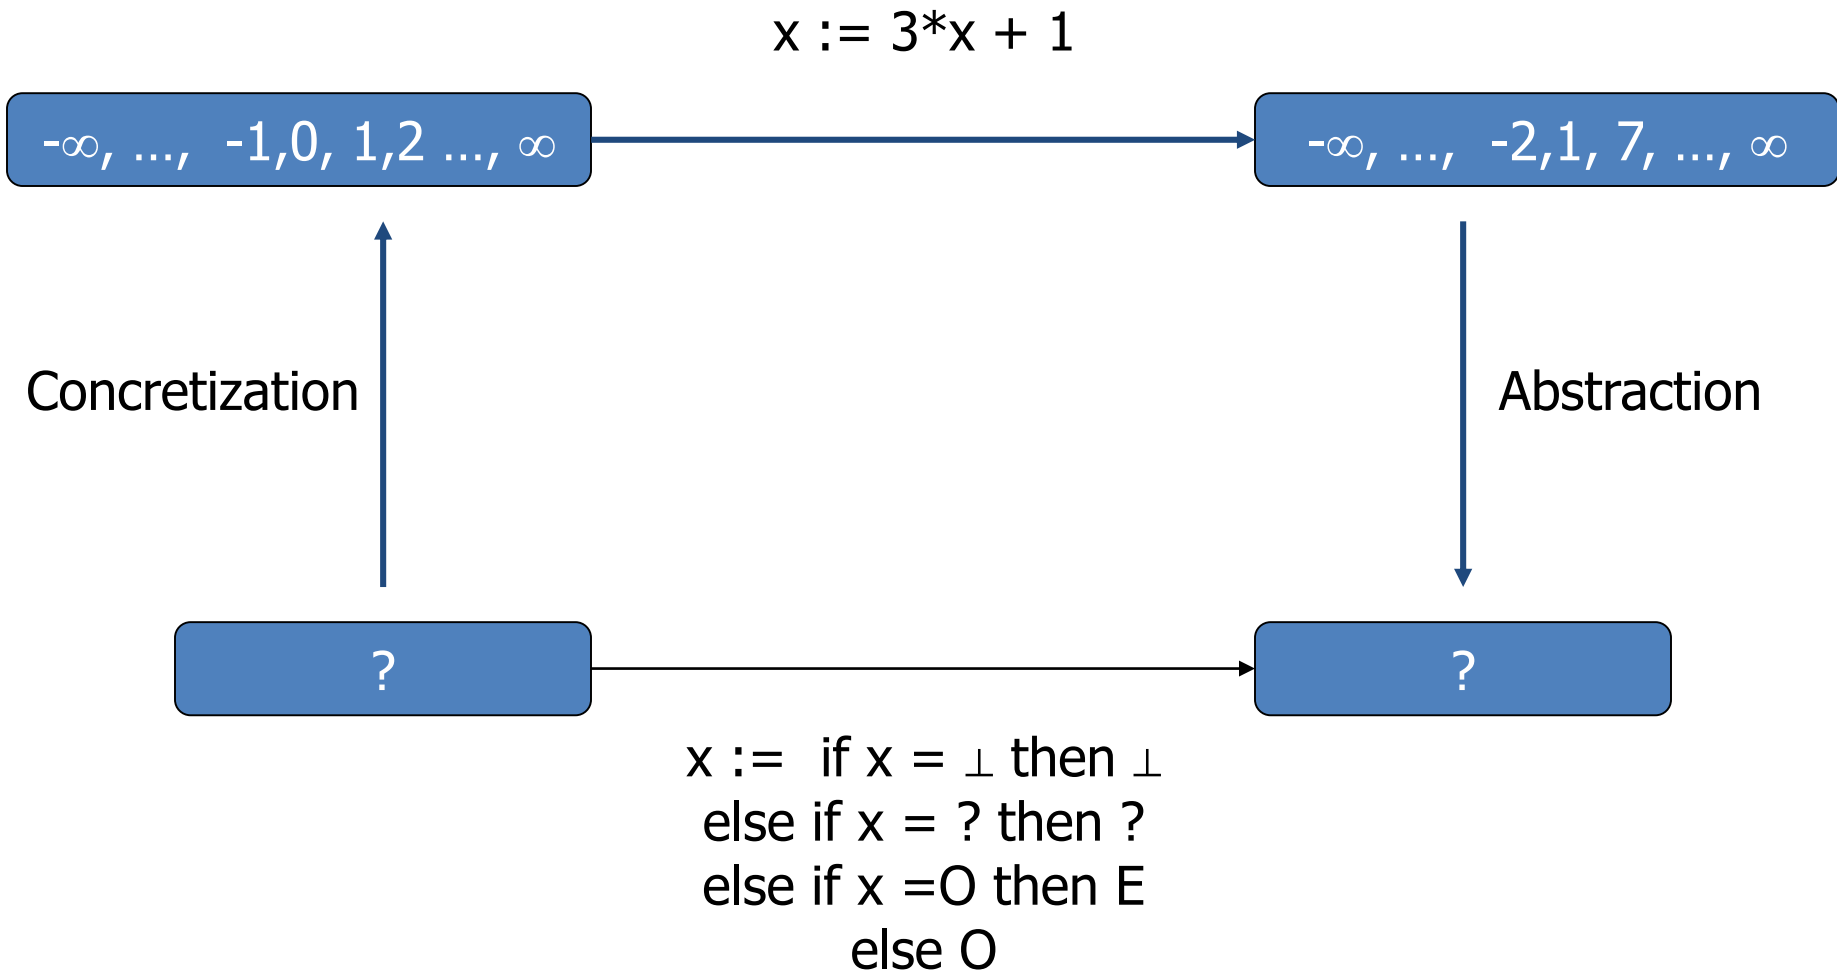 x := 3*x + 1
-∞, ..., -1,0, 1,2 ..., ∞
-∞, ..., -2,1, 7, ..., ∞
Concretization
Abstraction
?
?
x := if x = ⊥ then ⊥
else if x = ? then ?
else if x =O then E
else O